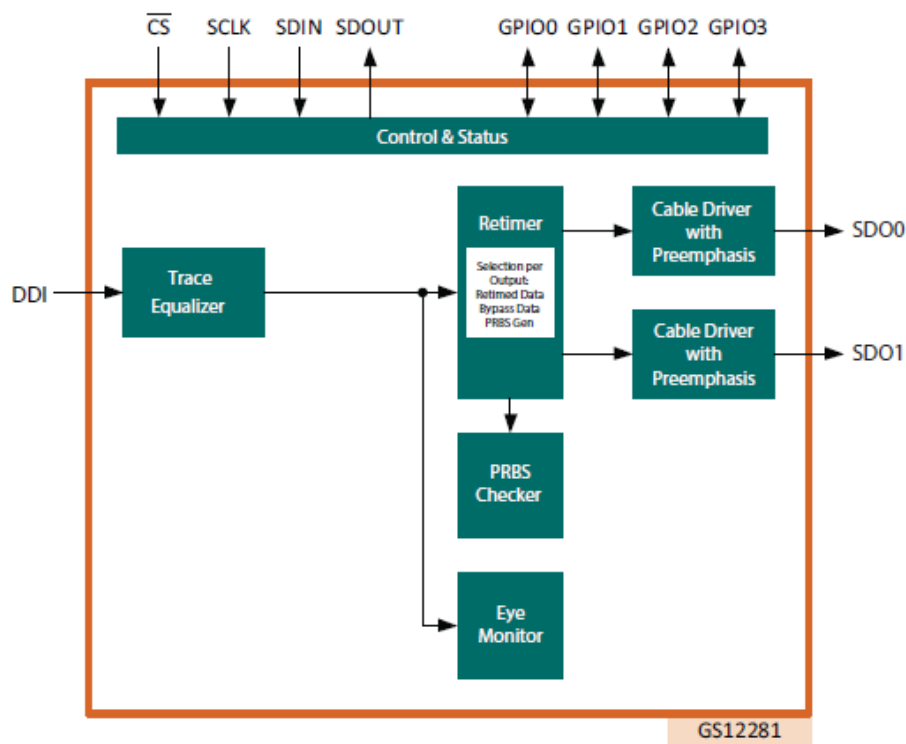 CS SCLK SDIN SDOUT GPIO0 GPIO1 GPIO2 GPIO3
Control & Status
Retimer
Selection per
Output:
Retimed Data
Bypass Data
PRBS Gen
Cable Driver
with
Preemphasis
SDO0
DDI
Trace
Equalizer
Cable Driver
with
Preemphasis
SDO1
PRBS
Checker
Eye
Monitor
GS12281